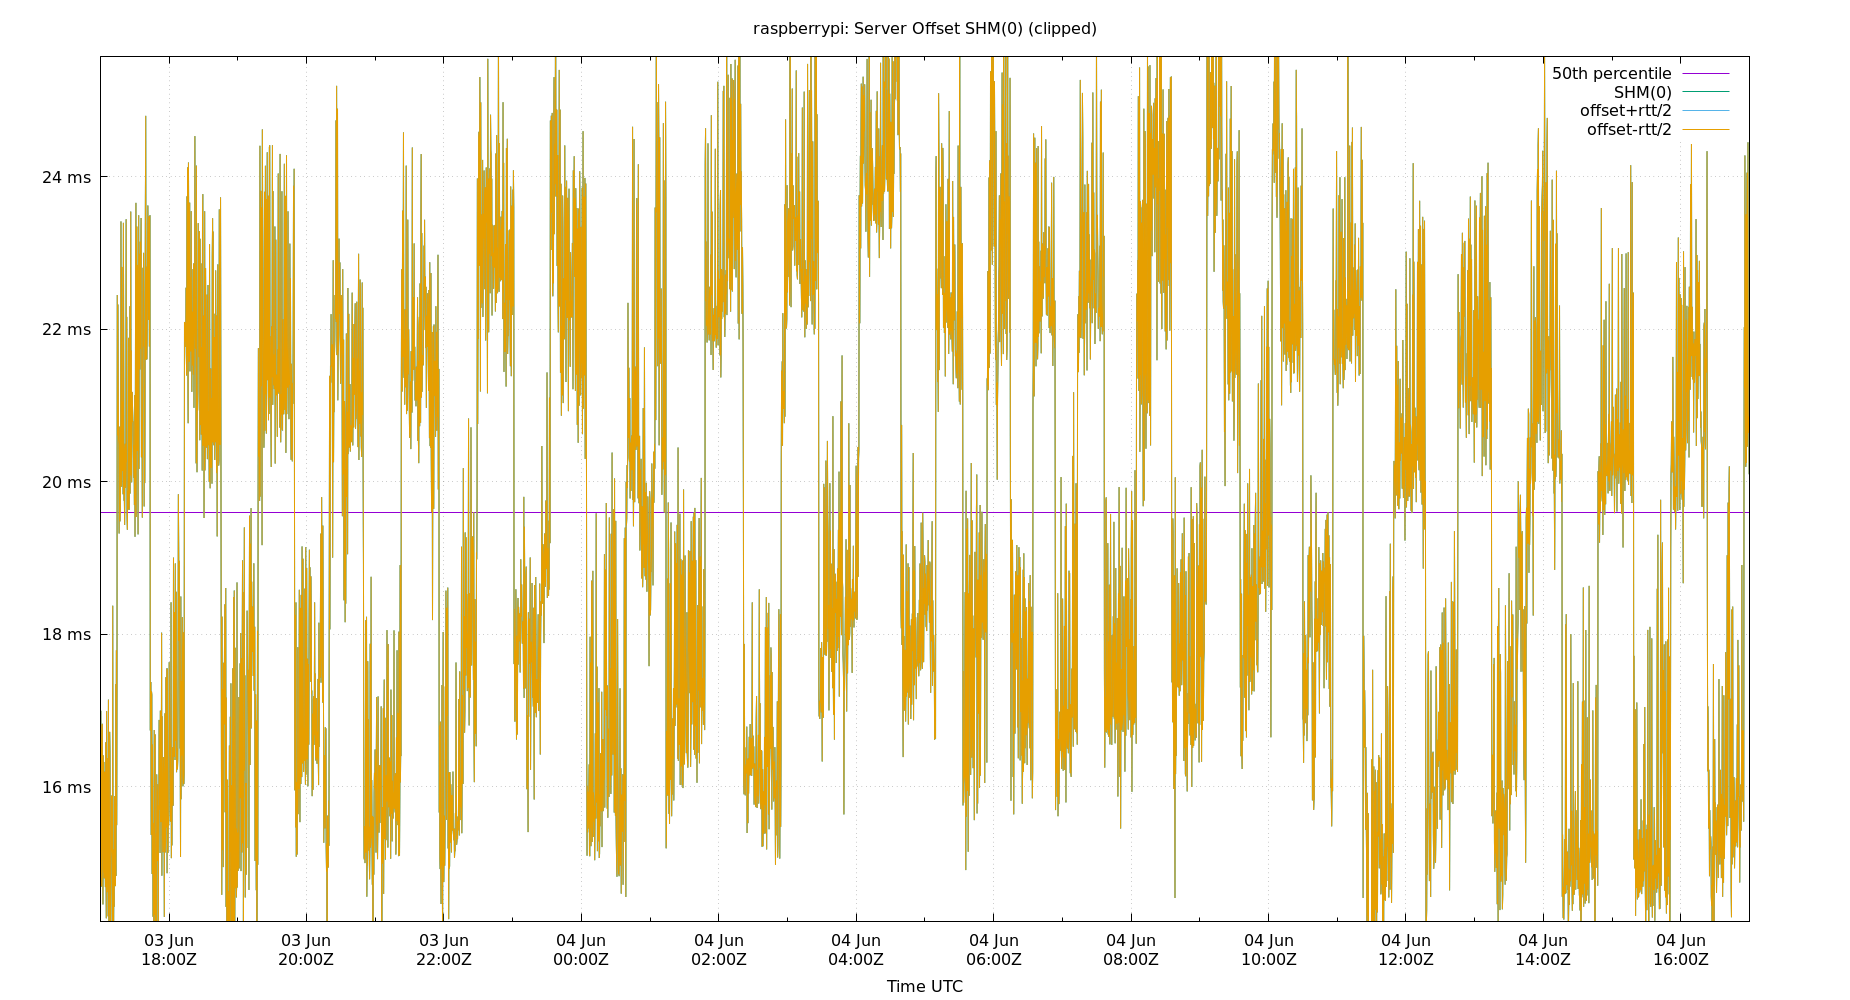 raspberrypi: Server Offset SHM(0) (clipped)
50th percentile
SHM(0)
offset+rtt/2
offset-rtt/2
24 ms
22 ms
20 ms
18 ms
16 ms
03 Jun 03 Jun 03 Jun 04 Jun 04 Jun 04 Jun 04 Jun 04 Jun 04 Jun 04 Jun 04 Jun 04 Jun
18:00Z 20:00Z 22:00Z 00:00Z 02:00Z 04:00Z 06:00Z 08:00Z 10:00Z 12:00Z 14:00Z 16:00Z
Time UTC